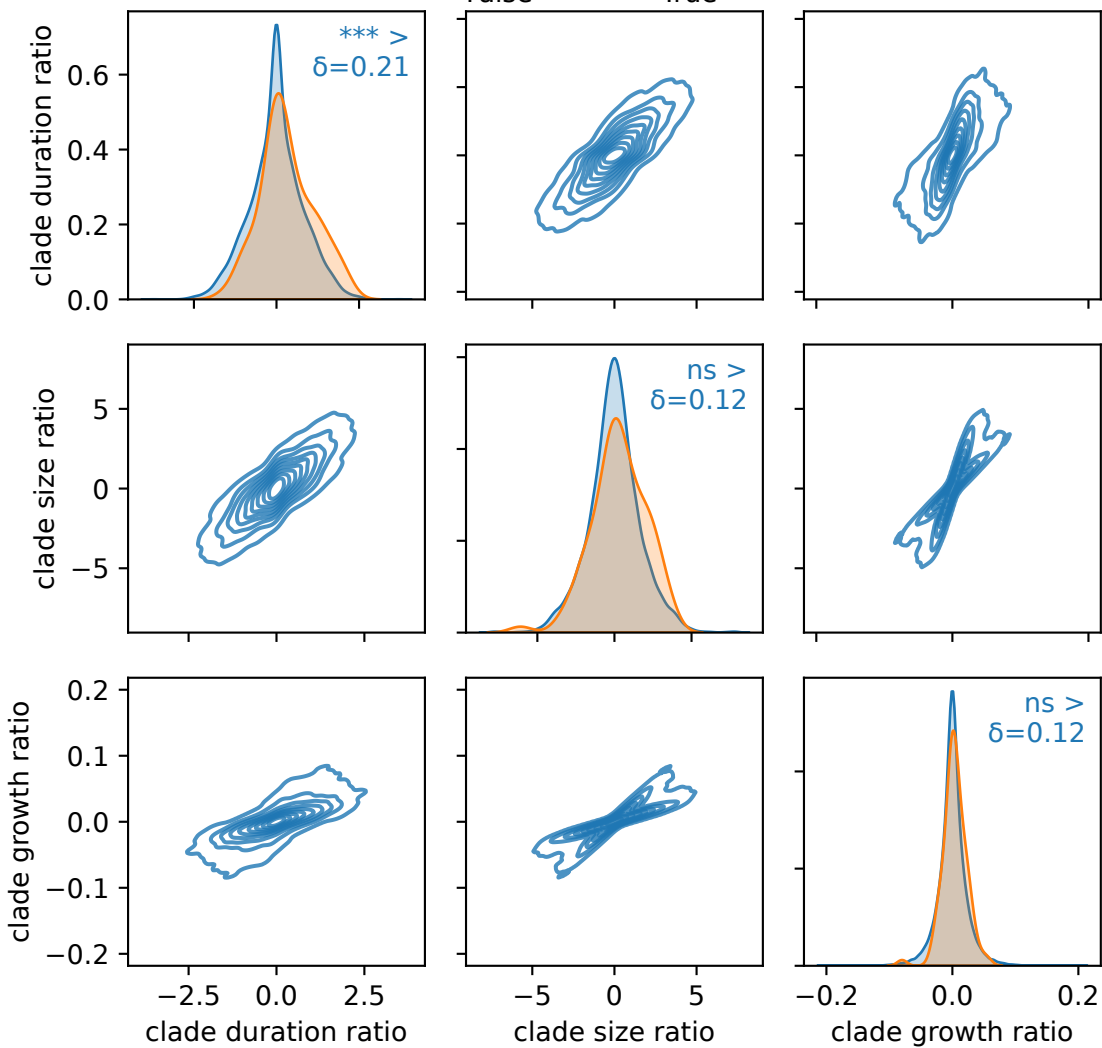 clade duration ratio
0.6
0.4
0.2
0.0
*** >
δ=0.21
clade size ratio
5
0
−5
ns >
δ=0.12
clade growth ratio
0.2
0.1
0.0
−0.1
−0.2
ns >
δ=0.12
−2.5 0.0 2.5
−5 0 5
−0.2 0.0 0.2
clade duration ratio
clade size ratio
clade growth ratio